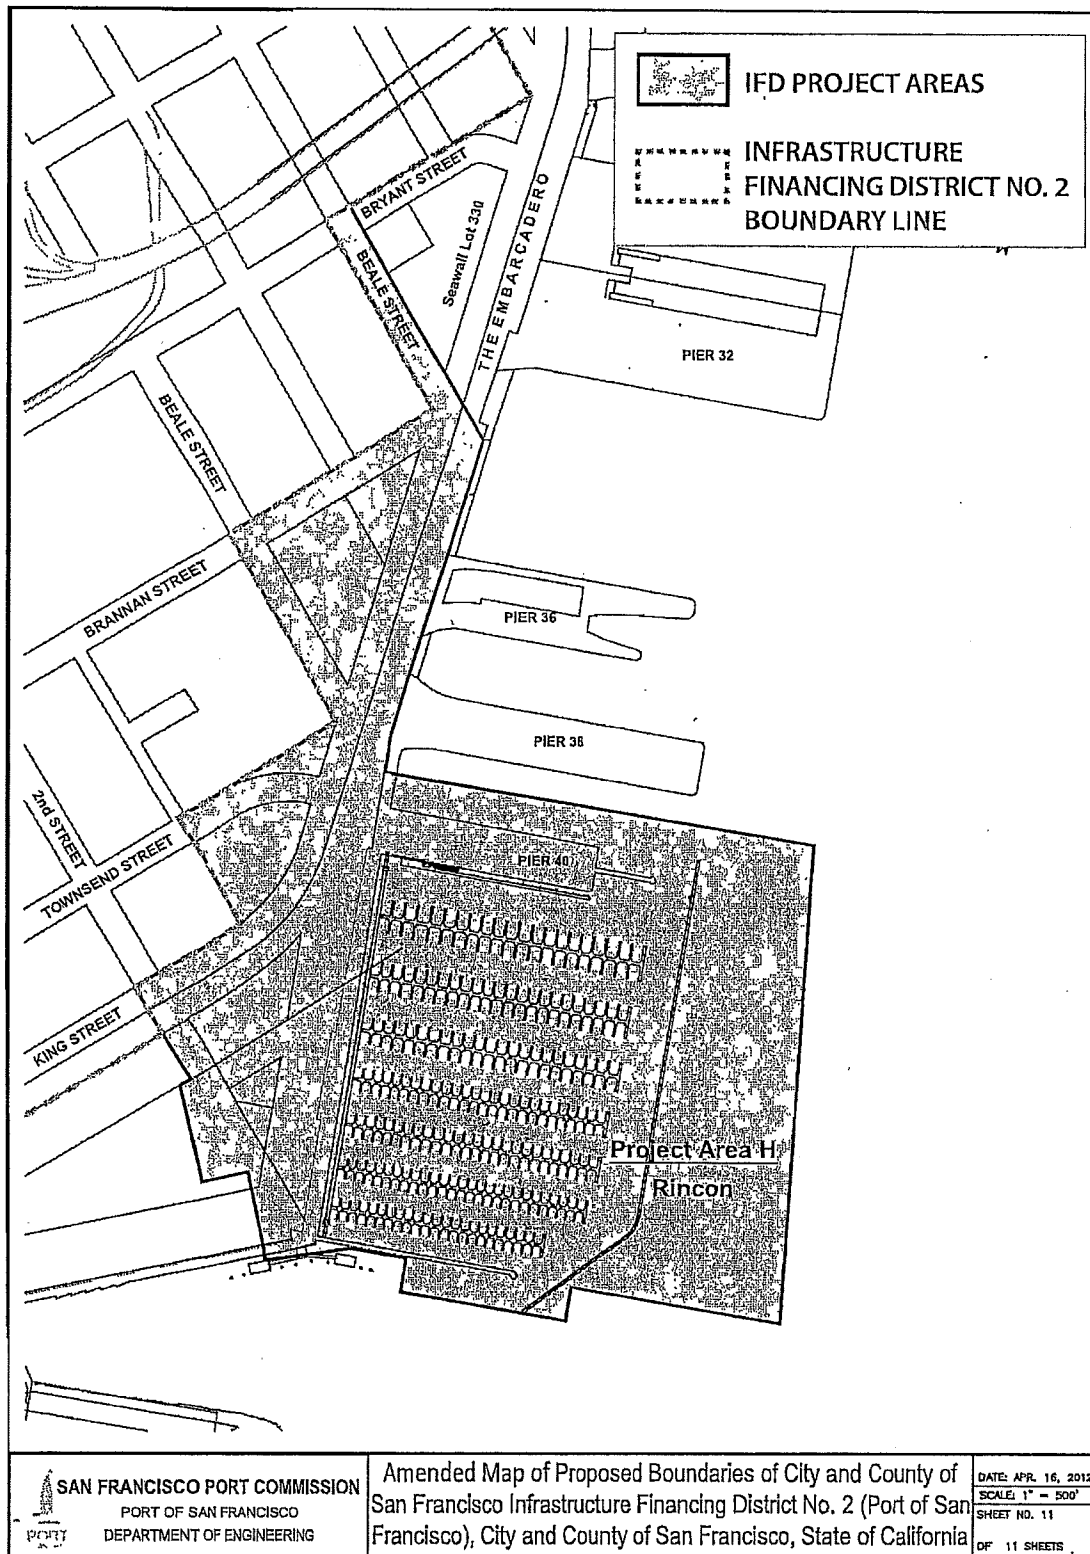 IFD PROJECT AREAS
INFRASTRUCTURE
FINANCING DISTRICT NO. 2
BOUNDARY LINE
BRYANT STREET
Seawall Lot 330
THE EMBARCADERO
BEALE STREET
PIER 32
BEALE STREET
BRANNAN STREET
PIER 36
PIER 38
2nd STREET
TOWNSEND STREET
PIER 40
KING STREET
Project Area H
Rincon
SAN FRANCISCO PORT COMMISSION
PORT OF SAN FRANCISCO
DEPARTMENT OF ENGINEERING
PORT
Amended Map of Proposed Boundaries of City and County of
San Francisco Infrastructure Financing District No. 2 (Port of San
Francisco), City and County of San Francisco, State of California
DATE: APR. 16, 2012
SCALE: 1" = 500'
SHEET NO. 11
OF 11 SHEETS